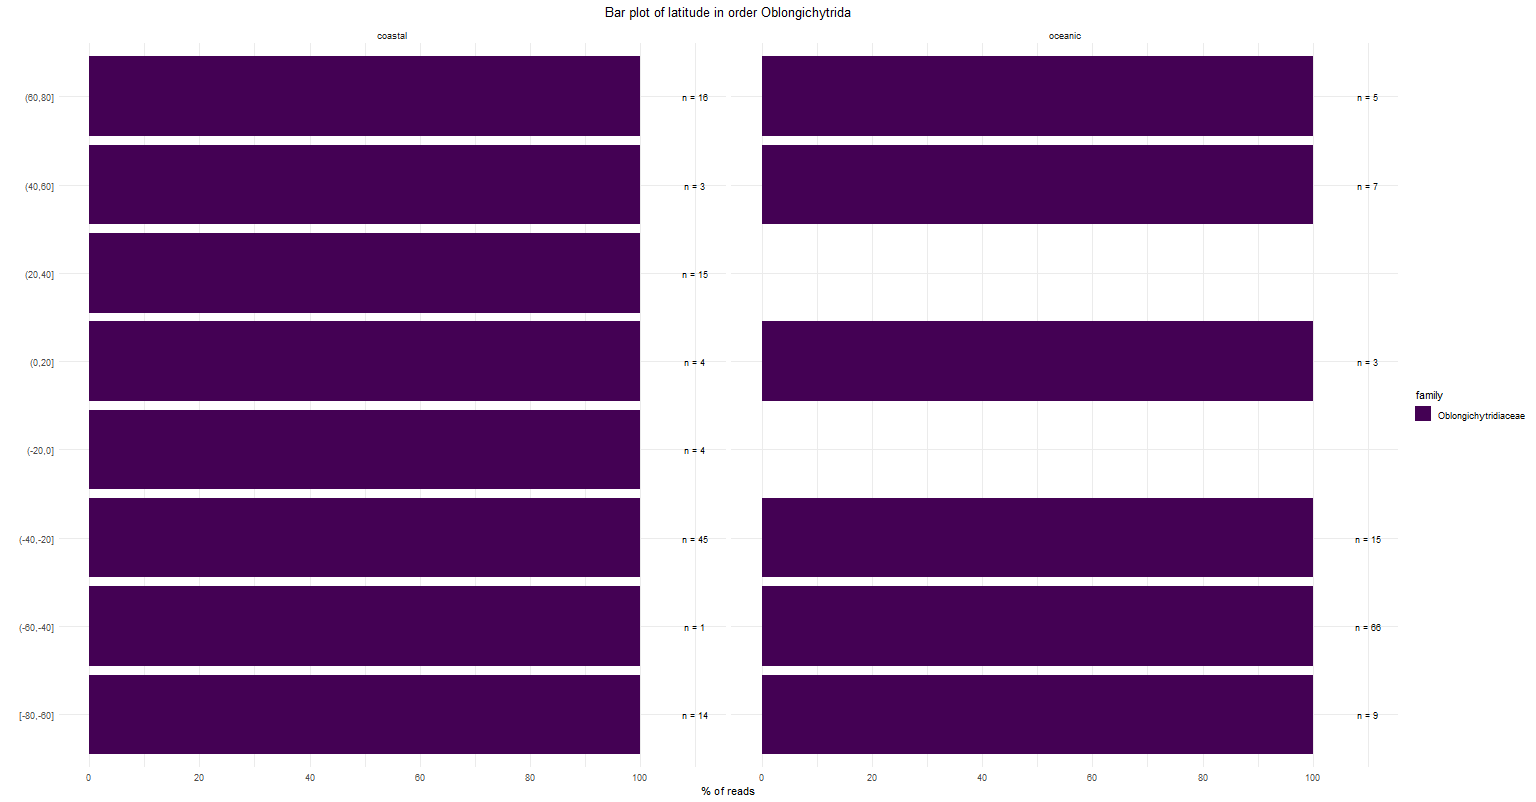 Bar plot of latitude in order Oblongichytrida
coastal
oceanic
(60,80]
n = 16
n = 5
(40,60]
n = 3
n = 7
(20,40]
n = 15
(0,20]
n = 4
n = 3
(-20,0]
n = 4
(-40,-20]
n = 45
n = 15
(-60,-40]
n = 1
n = 66
[-80,-60]
n = 14
n = 9
0 20 40 60 80 100
0 20 40 60 80 100
% of reads
family
Oblongichytridiaceae